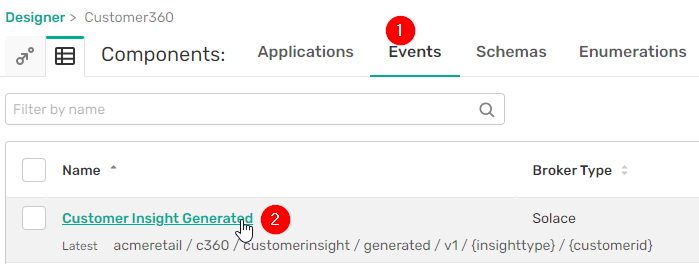 Designer > Customer360
Components: Applications Events Schemas Enumerations
1
Filter by name
Name Broker Type
Customer Insight Generated 2 Solace
Latest acmeretail / c360 / customerinsight / generated / v1 / {insighttype} / {customerid}